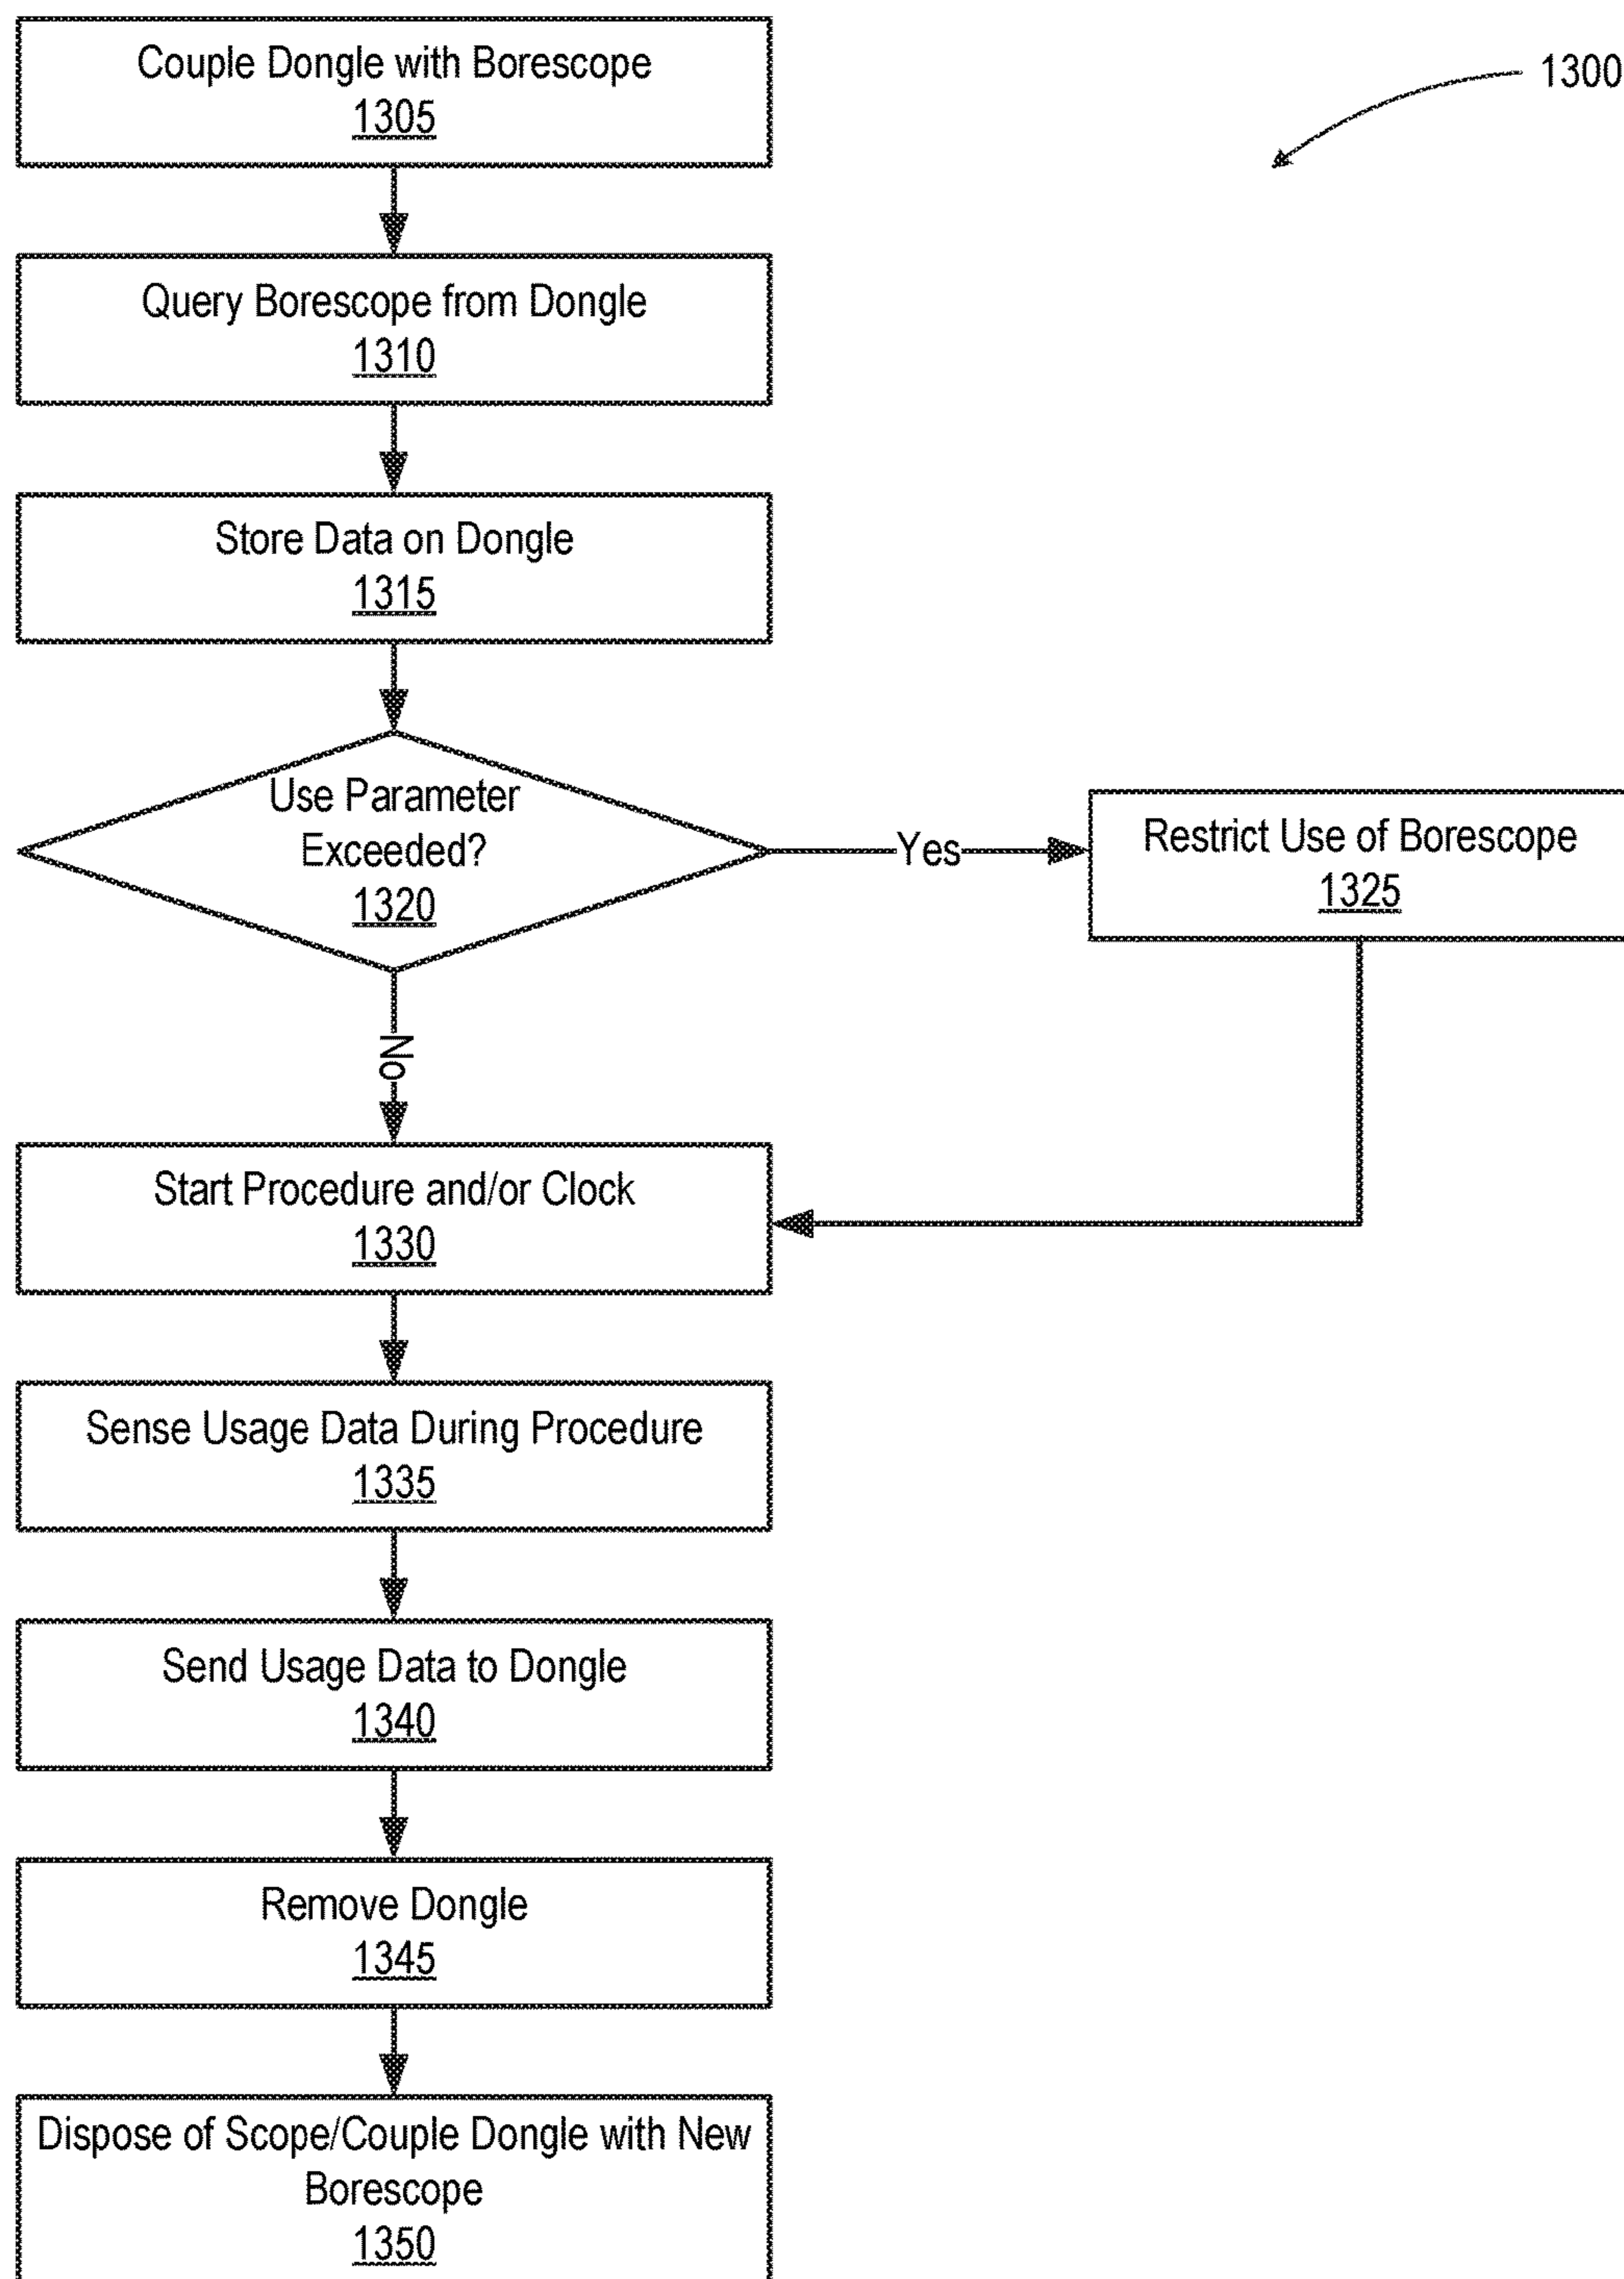 Couple Dongle with Borescope
1305
1300
Query Borescope from Dongle
1310
Store Data on Dongle
1315
Use Parameter
Exceeded?
1320
Yes
Restrict Use of Borescope
1325
No
Start Procedure and/or Clock
1330
Sense Usage Data During Procedure
1335
Send Usage Data to Dongle
1340
Remove Dongle
1345
Dispose of Scope/Couple Dongle with New
Borescope
1350